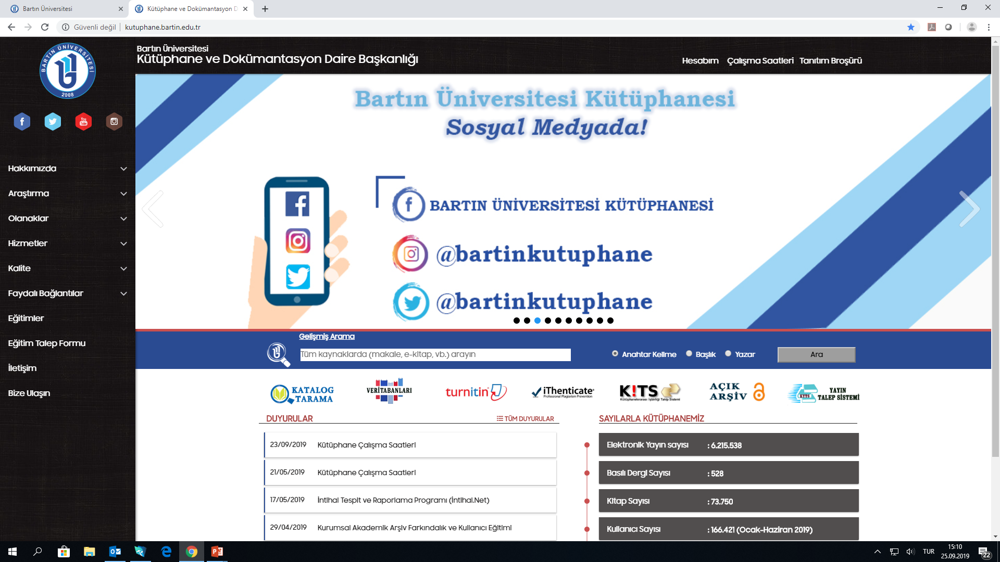 Bartın Üniversitesi
Kütüphane ve Dokümantasyon D
Güvenli değil
kutuphane.bartin.edu.tr
BARTIN ÜNİVERSİTESİ
2008
Bartın Üniversitesi
Kütüphane ve Dokümantasyon Daire Başkanlığı
Hesabım Çalışma Saatleri Tanıtım Broşürü
You
Tube
Hakkımızda
Araştırma
Olanaklar
Hizmetler
Kalite
Faydalı Bağlantılar
Eğitimler
Eğitim Talep Formu
İletişim
Bize Ulaşın
Bartın Üniversitesi Kütüphanesi
Sosyal Medyada!
BARTIN ÜNİVERSİTESİ KÜTÜPHANESİ
@bartinkutuphane
@bartinkutuphane
Gelişmiş Arama
Tüm kaynaklarda (makale, e-kitap, vb.) arayın
Anahtar Kelime Başlık Yazar
Ara
KATALOG
TARAMA
VERİTABANLARI
turnitin
iThenticate®
Professional Plagiarism Prevention
KITS
Kütüphanelerarası İşbirliği Takip Sistemi
AÇIK
ARŞİV
KYTS
YAYIN
TALEP SİSTEMİ
DUYURULAR
TÜM DUYURULAR
23/09/2019 Kütüphane Çalışma Saatleri
21/05/2019 Kütüphane Çalışma Saatleri
17/05/2019 İntihal Tespit ve Raporlama Programı (İntihal.Net)
29/04/2019 Kurumsal Akademik Arşiv Farkındalık ve Kullanıcı Eğitimi
SAYILARLA KÜTÜPHANEMİZ
Elektronik Yayın sayısı : 6.215.538
Basılı Dergi Sayısı : 528
Kitap Sayısı : 73.750
Kullanıcı Sayısı : 166.421 (Ocak-Haziran 2019)
TUR
15:10
25.09.2019
22